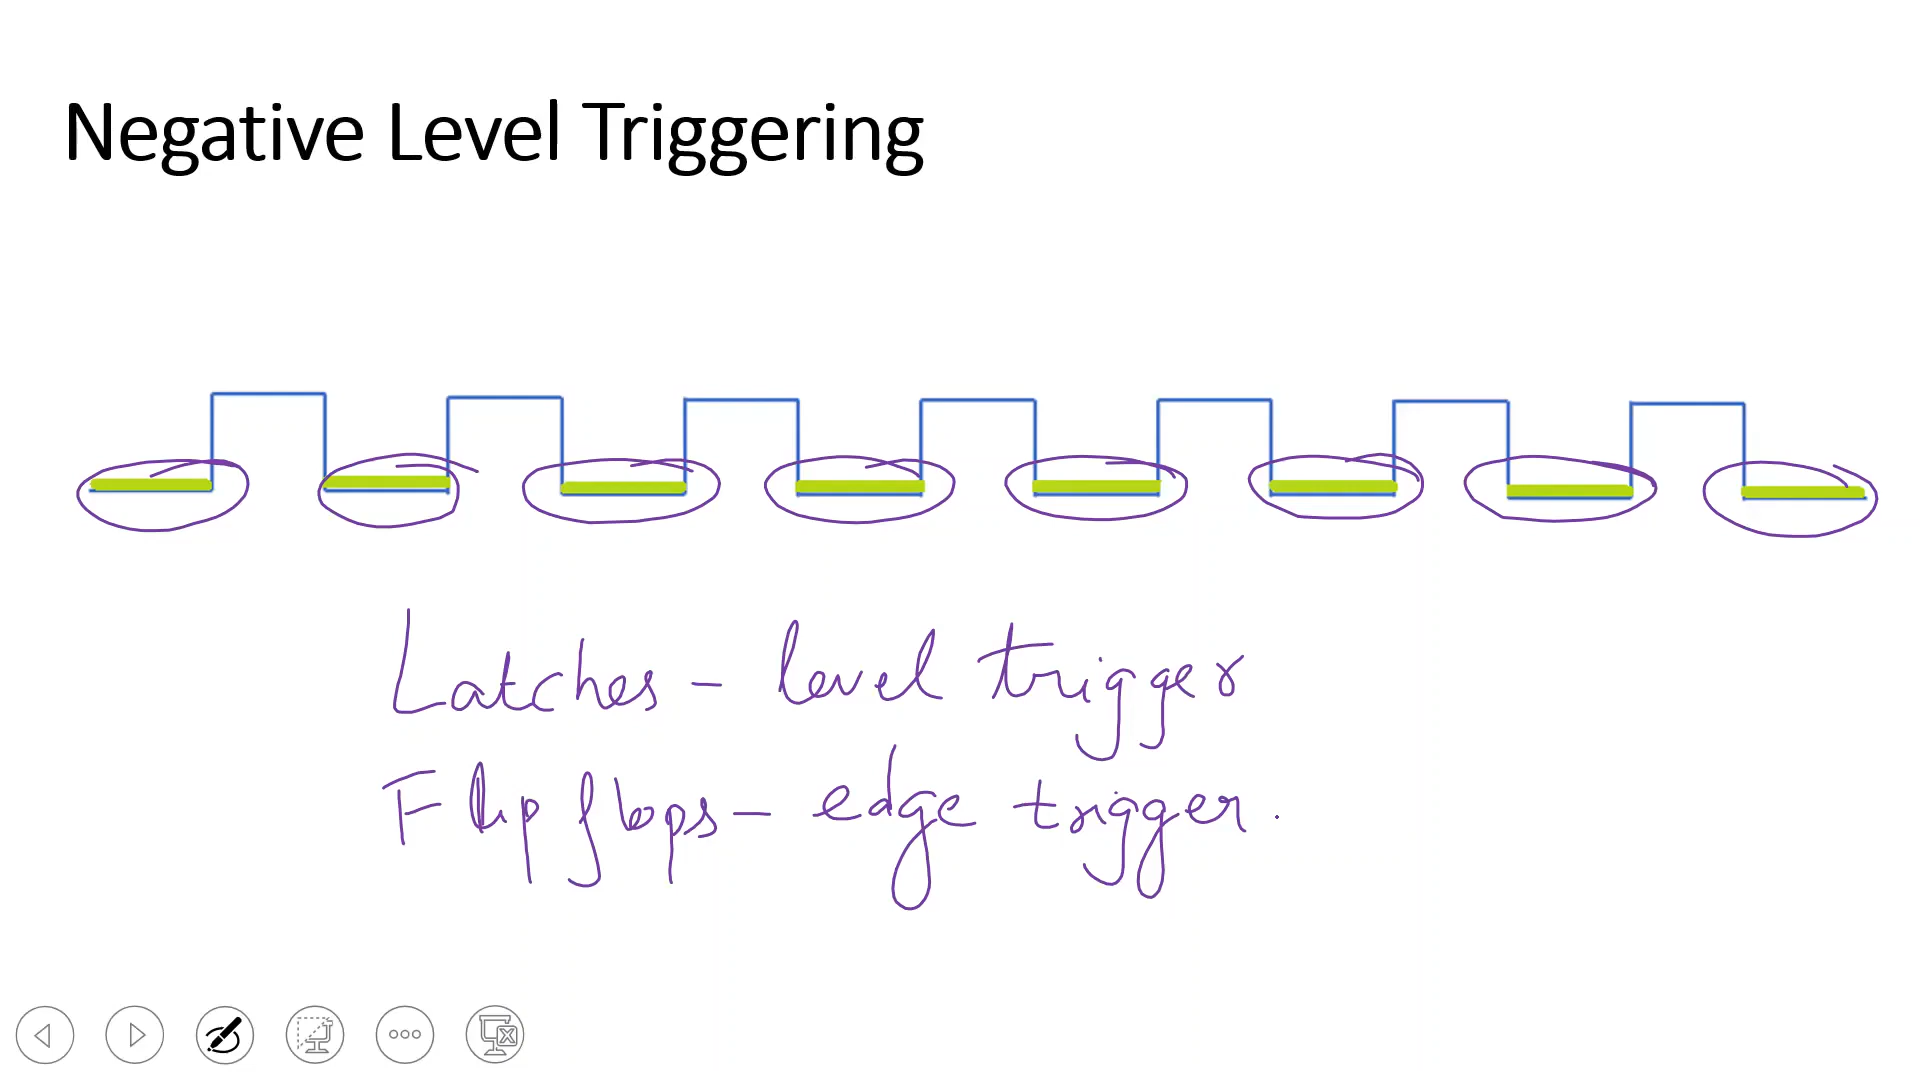 Negative Level Triggering
Latches - level trigger
Flip flops - edge trigger.